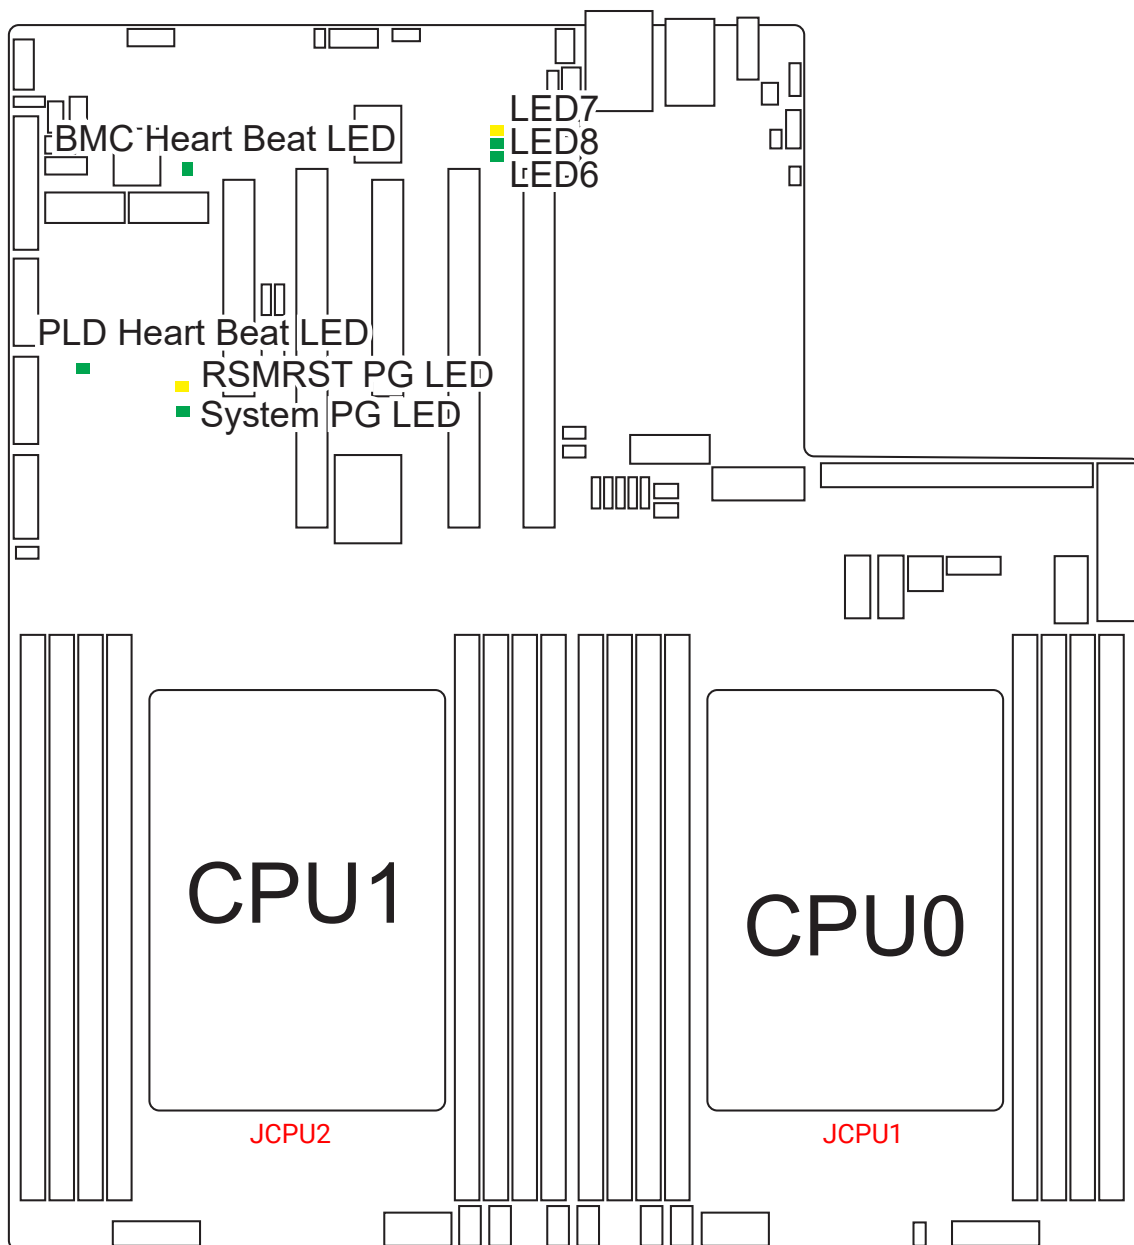 LED7
BMC Heart Beat LED
LED8
LED6
PLD Heart Beat LED
RSMRST PG LED
System PG LED
CPU1
CPU0
JCPU2
JCPU1